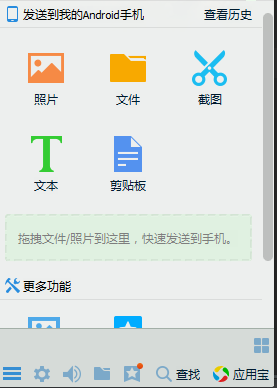 发送到我的Android手机 查看历史
照片 文件 截图
文本 剪贴板
拖拽文件/照片到这里，快速发送到手机。
更多功能
查找 应用宝